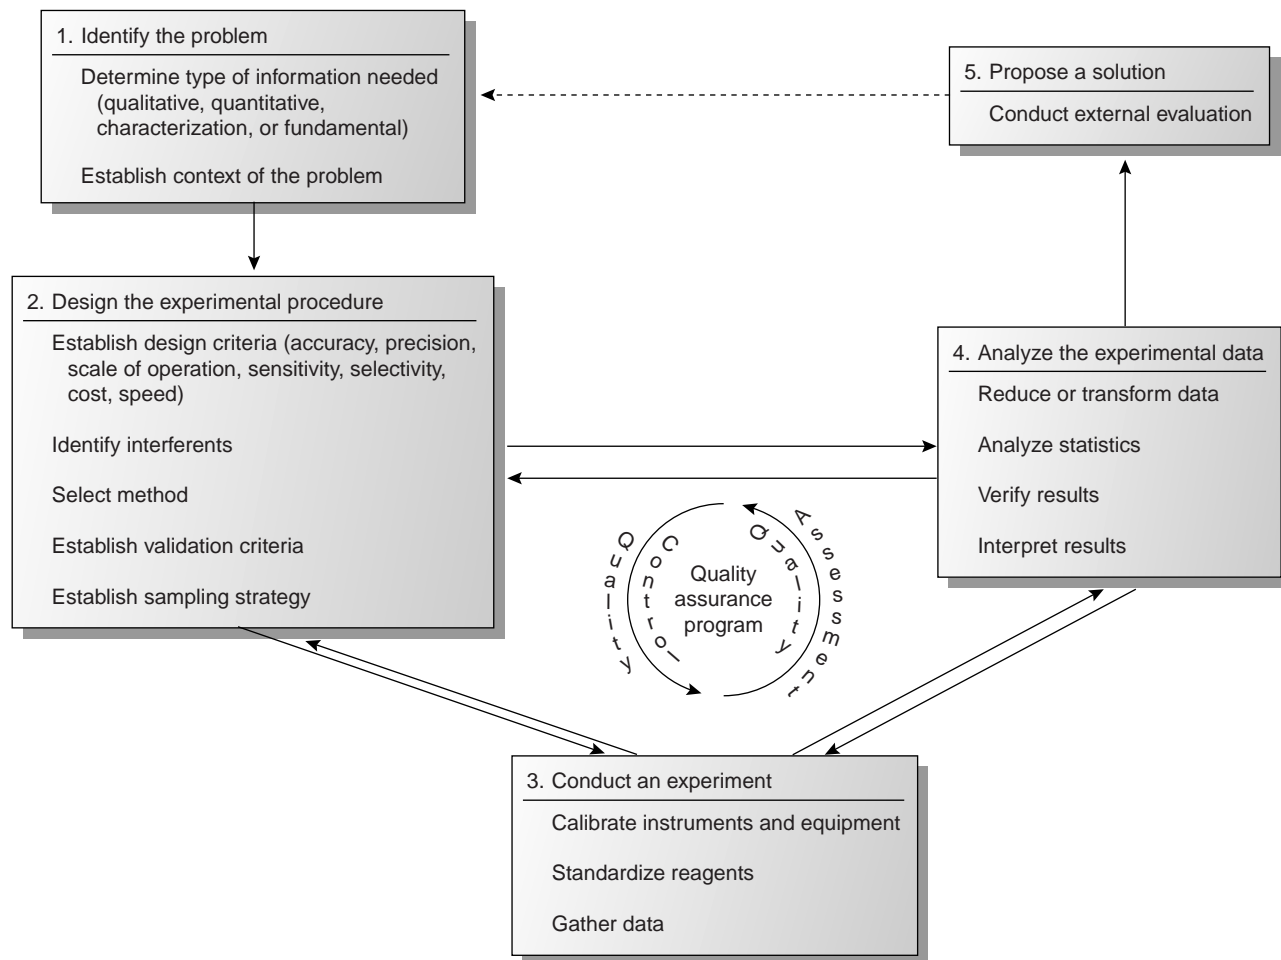 1. Identify the problem
Determine type of information needed
(qualitative, quantitative,
characterization, or fundamental)
Establish context of the problem
5. Propose a solution
Conduct external evaluation
2. Design the experimental procedure
Establish design criteria (accuracy, precision,
scale of operation, sensitivity, selectivity,
cost, speed)
Identify interferents
Select method
Establish validation criteria
Establish sampling strategy
4. Analyze the experimental data
Reduce or transform data
Analyze statistics
Verify results
Interpret results
Quality
Control
Quality
assurance
program
Quality
Assessment
3. Conduct an experiment
Calibrate instruments and equipment
Standardize reagents
Gather data